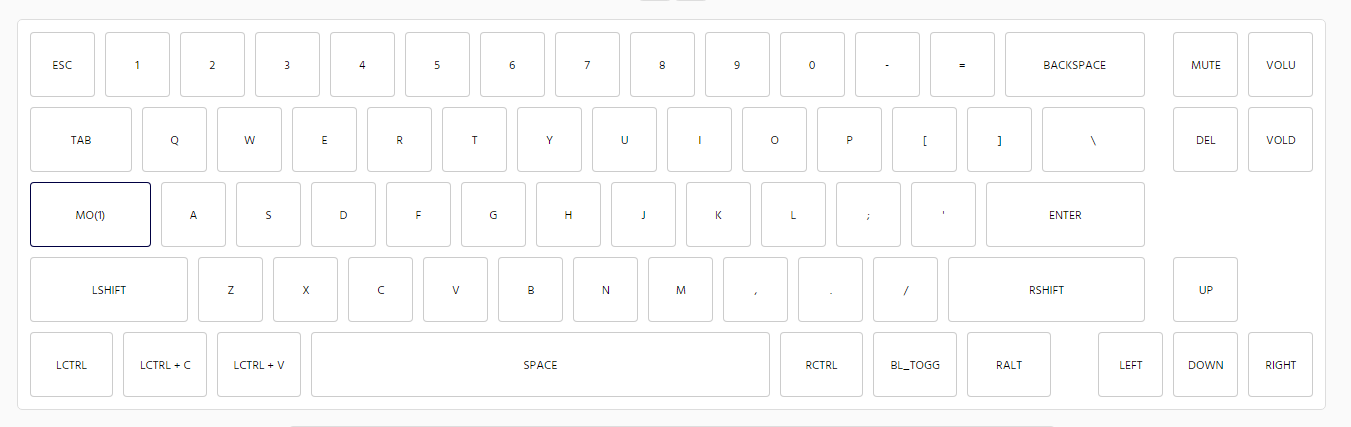 ESC 1 2 3 4 5 6 7 8 9 0 - = BACKSPACE MUTE VOLU
TAB Q W E R T Y U I O P [ ] \ DEL VOLD
MO(1) A S D F G H J K L ; ' ENTER
LSHIFT Z X C V B N M , . / RSHIFT UP
LCTRL LCTRL + C LCTRL + V SPACE RCTRL BL_TOGG RALT LEFT DOWN RIGHT